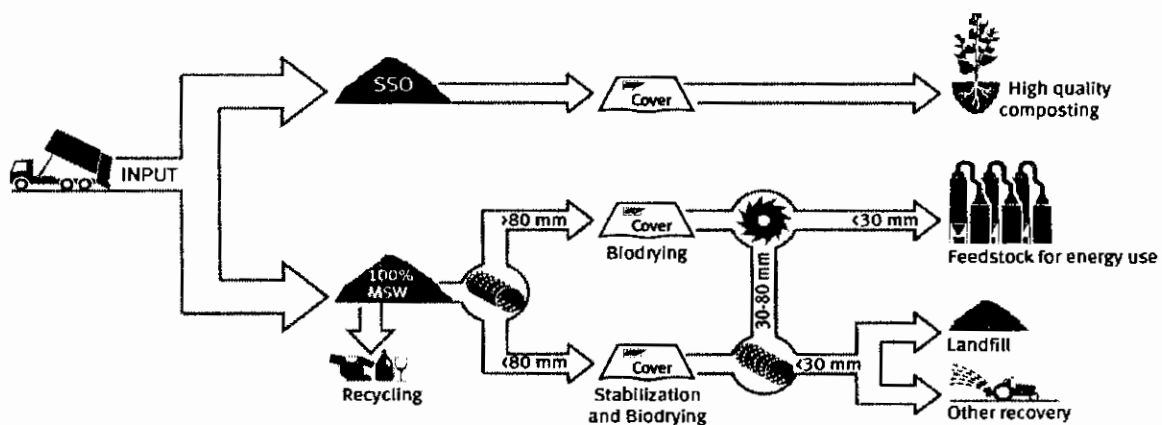 INPUT
SSO
Cover
High quality
composting
100%
MSW
Recycling
>80 mm
Cover
Biodrying
<30 mm
Feedstock for energy use
30-80 mm
<80 mm
Cover
Stabilization
and Biodrying
<30 mm
Landfill
Other recovery